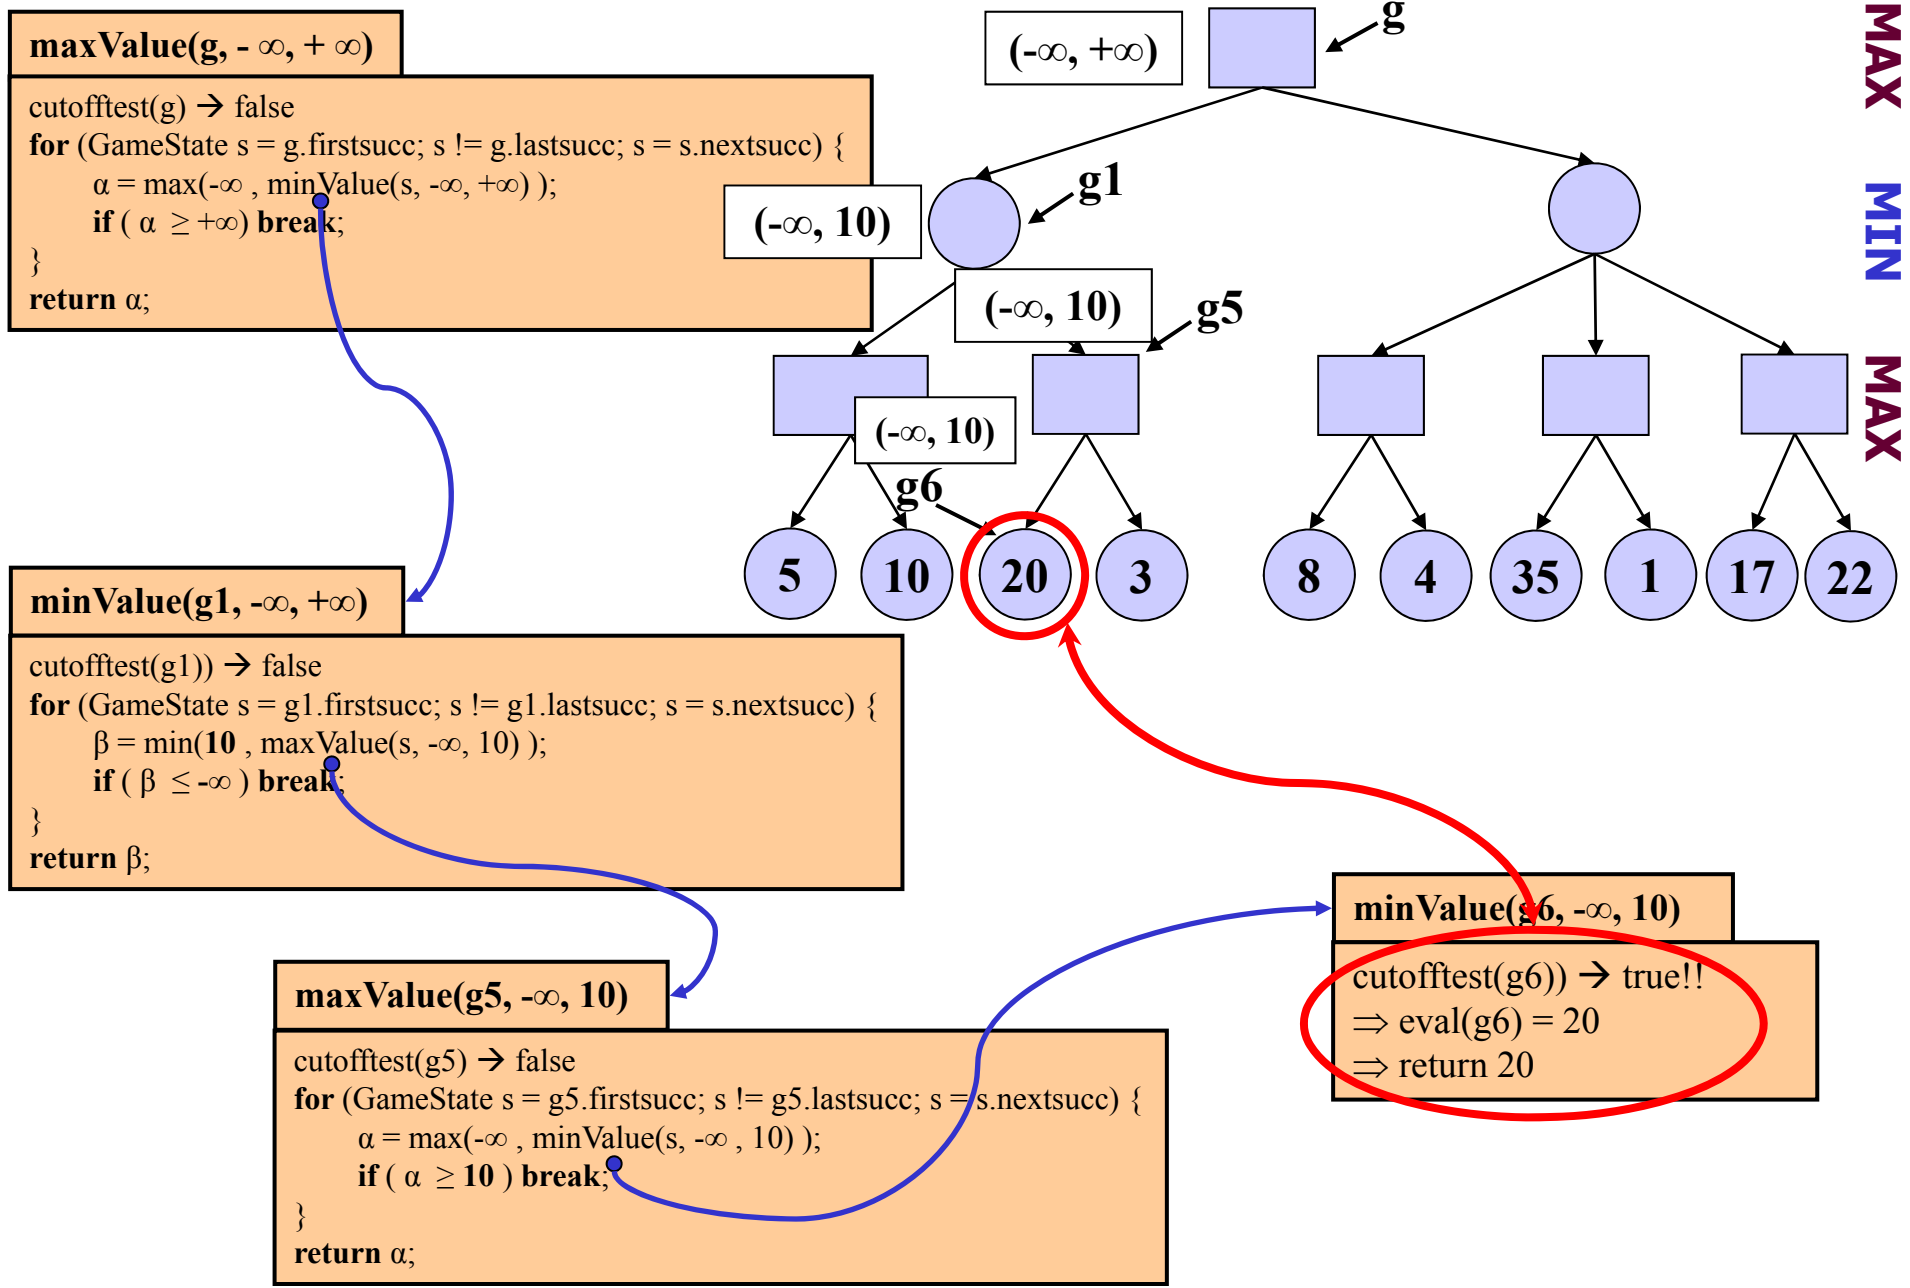 maxValue(g, - ∞, + ∞)
cutofftest(g) → false
for (GameState s = g.firstsucc; s != g.lastsucc; s = s.nextsucc) {
α = max(-∞ , minValue(s, -∞, +∞) );
if ( α ≥ +∞) break;
}
return α;
(-∞, +∞)
g
MAX
(-∞, 10)
g1
MIN
(-∞, 10)
g5
MAX
(-∞, 10)
g6
5
10
20
3
8
4
35
1
17
22
minValue(g1, -∞, +∞)
cutofftest(g1)) → false
for (GameState s = g1.firstsucc; s != g1.lastsucc; s = s.nextsucc) {
β = min(10 , maxValue(s, -∞, 10) );
if ( β ≤ -∞ ) break;
}
return β;
maxValue(g5, -∞, 10)
cutofftest(g5) → false
for (GameState s = g5.firstsucc; s != g5.lastsucc; s = s.nextsucc) {
α = max(-∞ , minValue(s, -∞ , 10) );
if ( α ≥ 10 ) break;
}
return α;
minValue(g6, -∞, 10)
cutofftest(g6)) → true!!
⇒ eval(g6) = 20
⇒ return 20